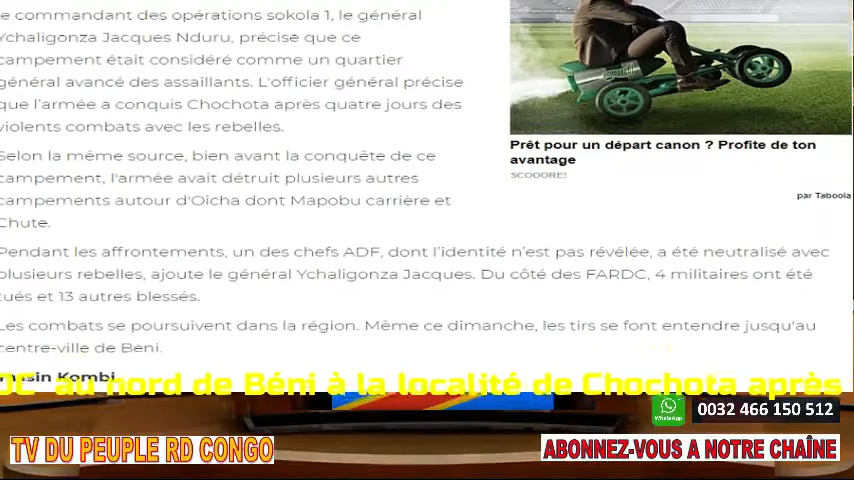 le commandant des opérations sokola 1, le général
Ychaligonza Jacques Nduru, précise que ce
campement était considéré comme un quartier
général avancé des assaillants. L'officier général précise
que l'armée a conquis Chochota après quatre jours des
violents combats avec les rebelles.
Selon la même source, bien avant la conquête de ce
campement, l'armée avait détruit plusieurs autres
campements autour d'Oicha dont Mapobu carrière et
Chute.
Pendant les affrontements, un des chefs ADF, dont l'identité n'est pas révélée, a été neutralisé avec
plusieurs rebelles, ajoute le général Ychaligonza Jacques. Du côté des FARDC, 4 militaires ont été
tués et 13 autres blessés.
Les combats se poursuivent dans la région. Même ce dimanche, les tirs se font entendre jusqu'au
centre-ville de Beni.
Prêt pour un départ canon ? Profite de ton
avantage
SCOOORE!
par Taboola
Kombi
au nord de Béni à la localité de Chochota après
WhatsApp
0032 466 150 512
TV DU PEUPLE RD CONGO
ABONNEZ-VOUS A NOTRE CHAÎNE